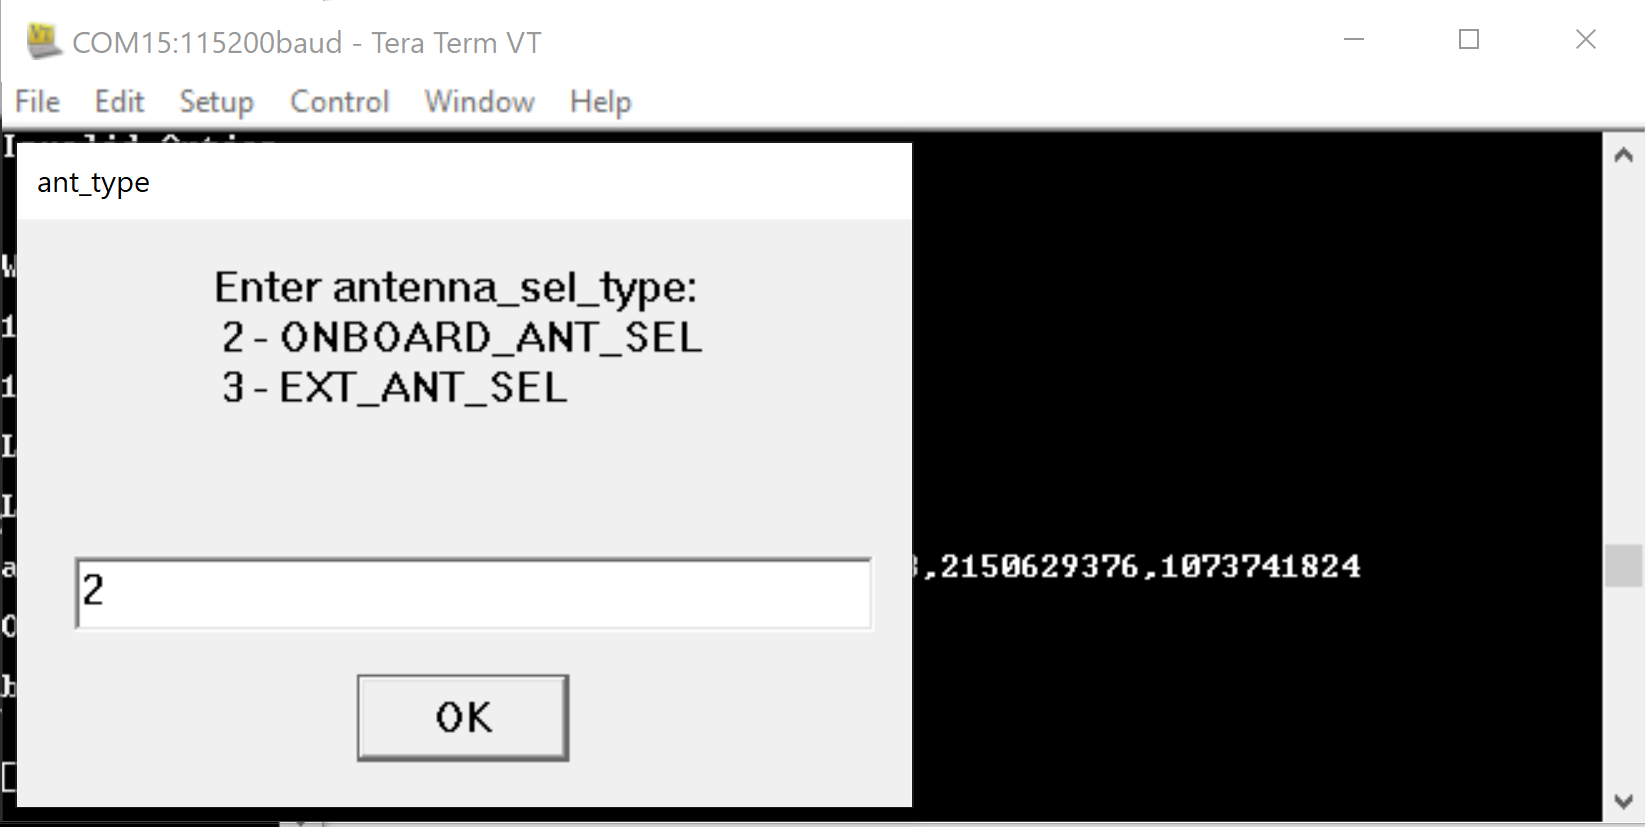 COM15:115200baud - Tera Term VT
File Edit Setup Control Window Help
ant_type
Enter antenna_sel_type:
2 - ONBOARD_ANT_SEL
3 - EXT_ANT_SEL
,2150629376,1073741824
2
OK